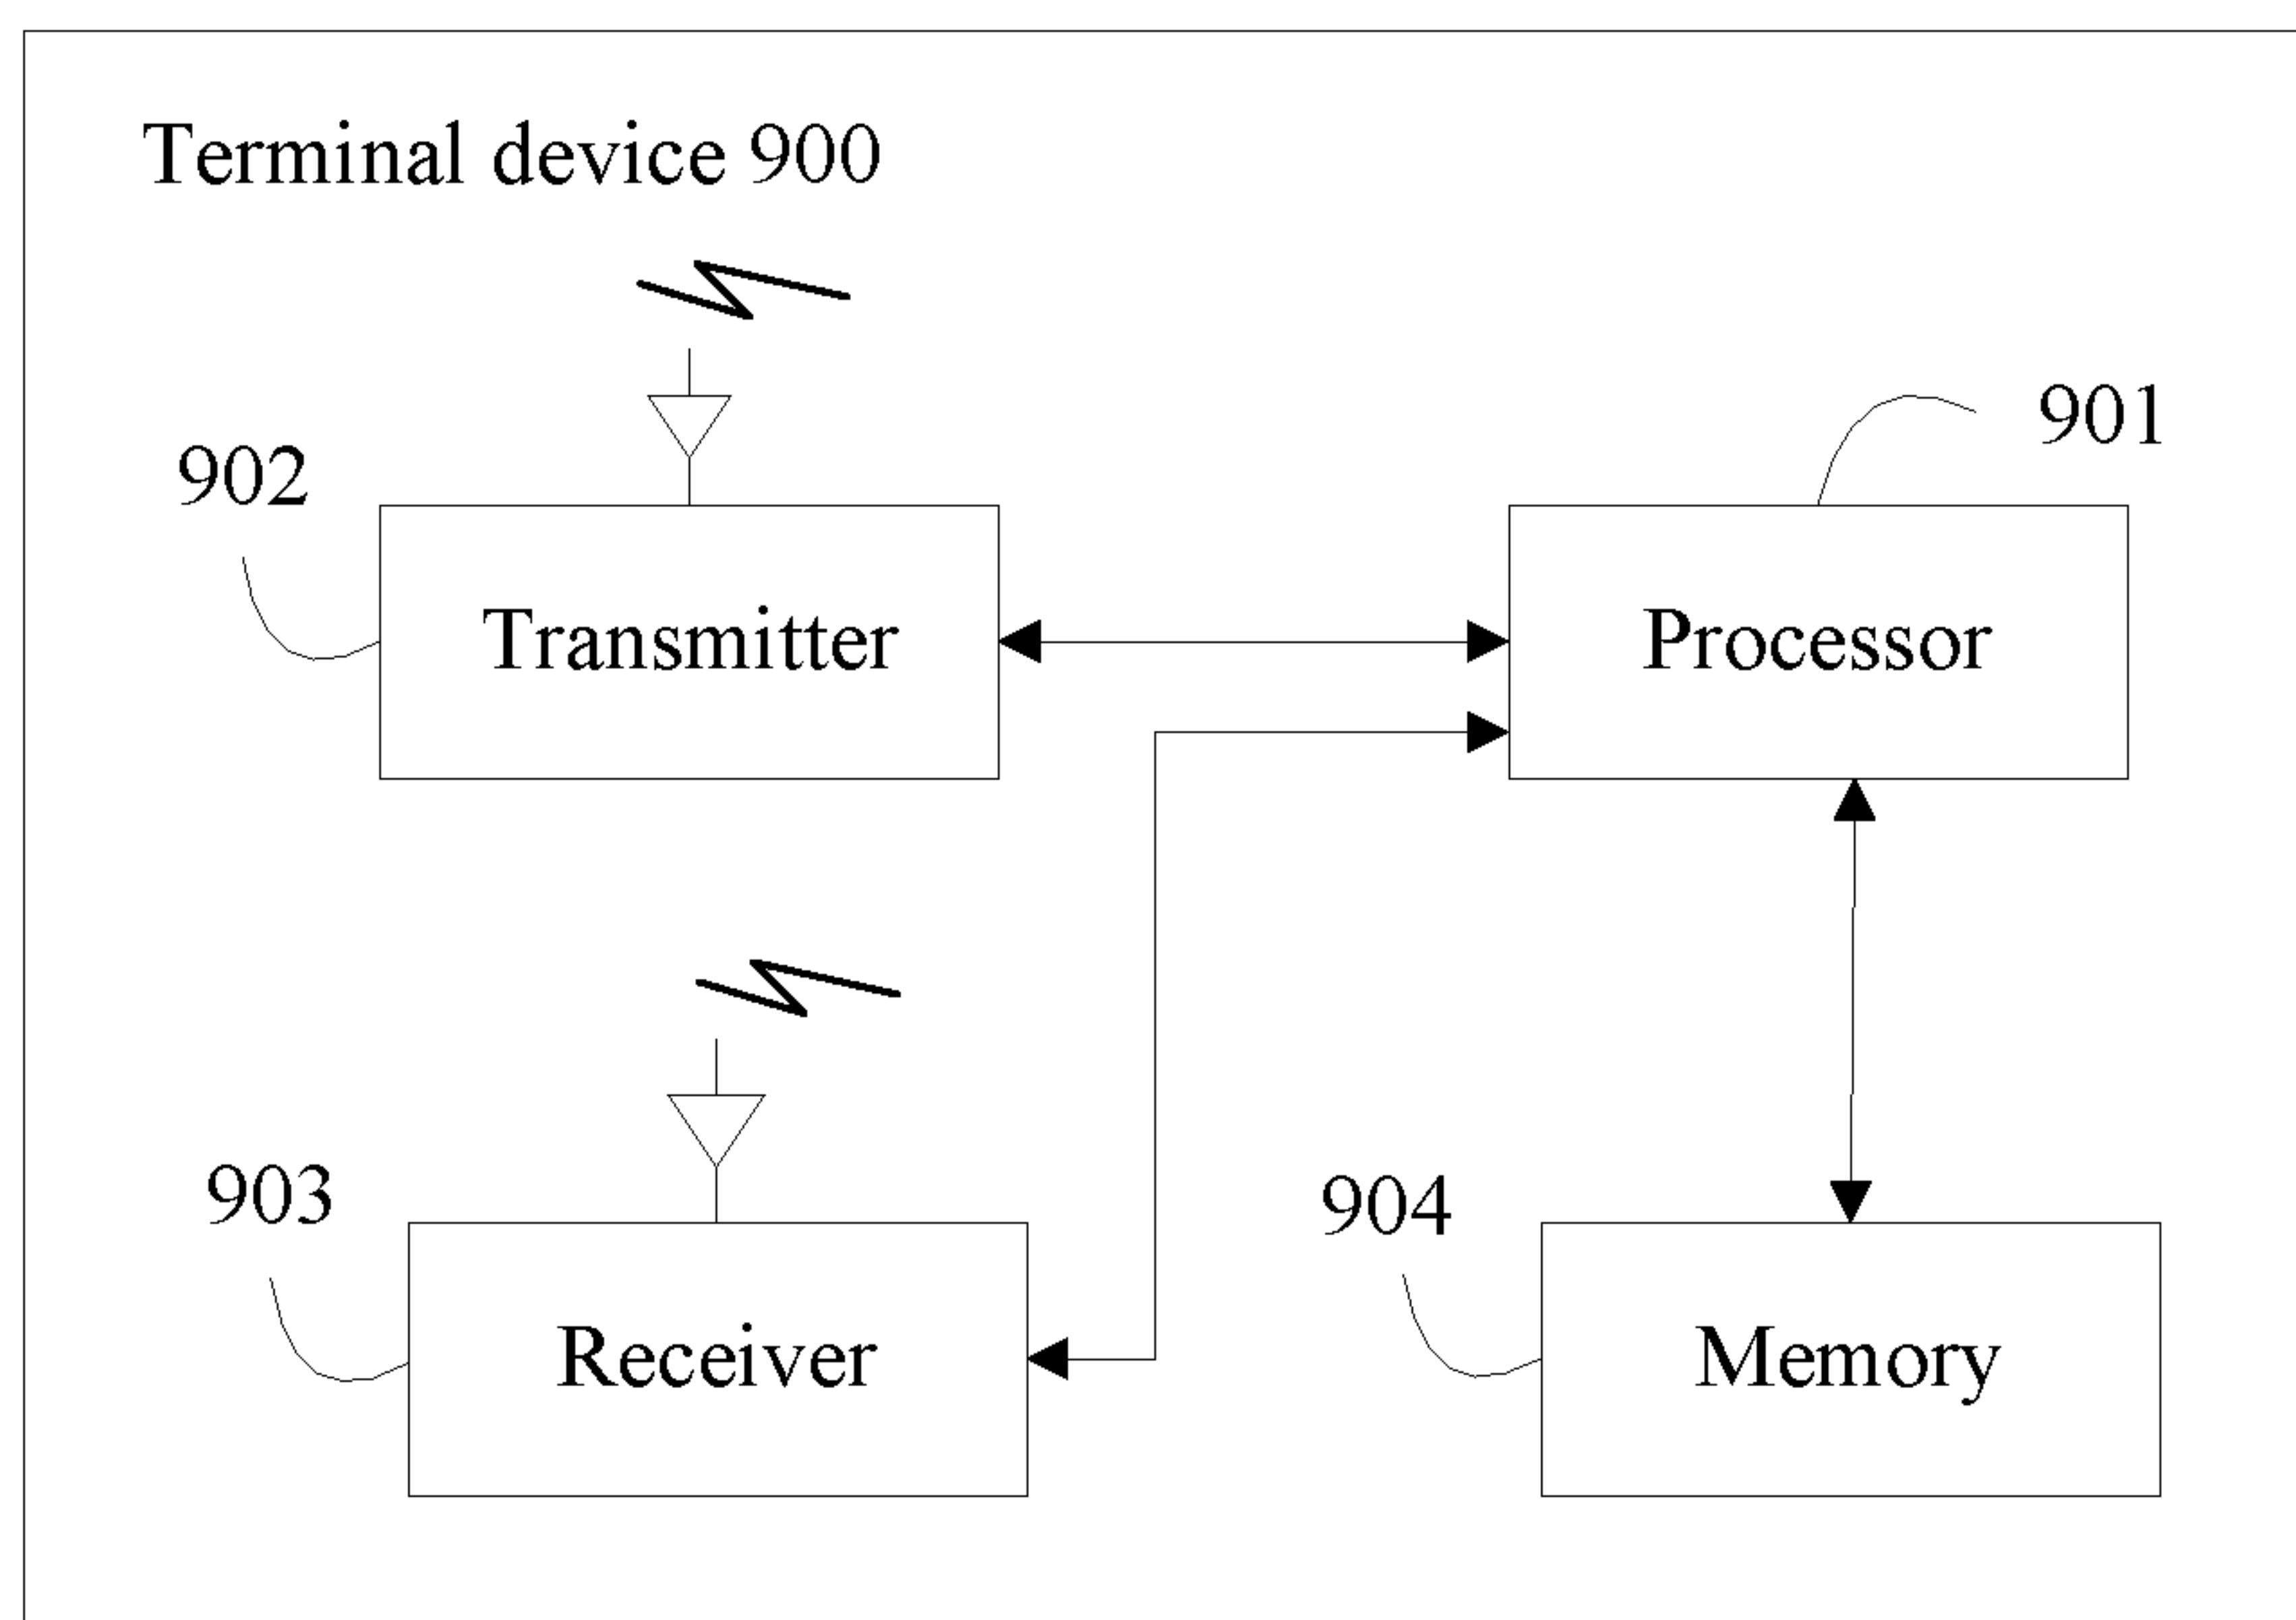 Terminal device 900
901
902
Transmitter
Processor
903
904
Receiver
Memory